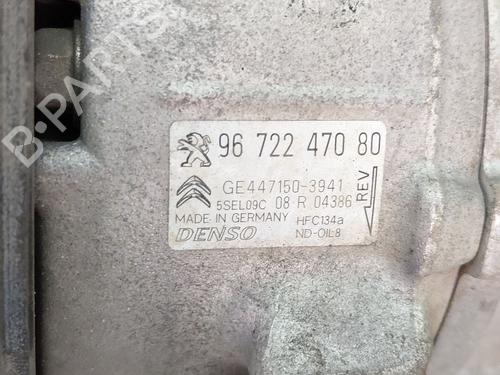 B-PARTS
96 722 470 80
GE447150-3941
5SEL09C 08 R 04386
REV
MADE IN GERMANY HFC134a
DENSO ND-OIL8